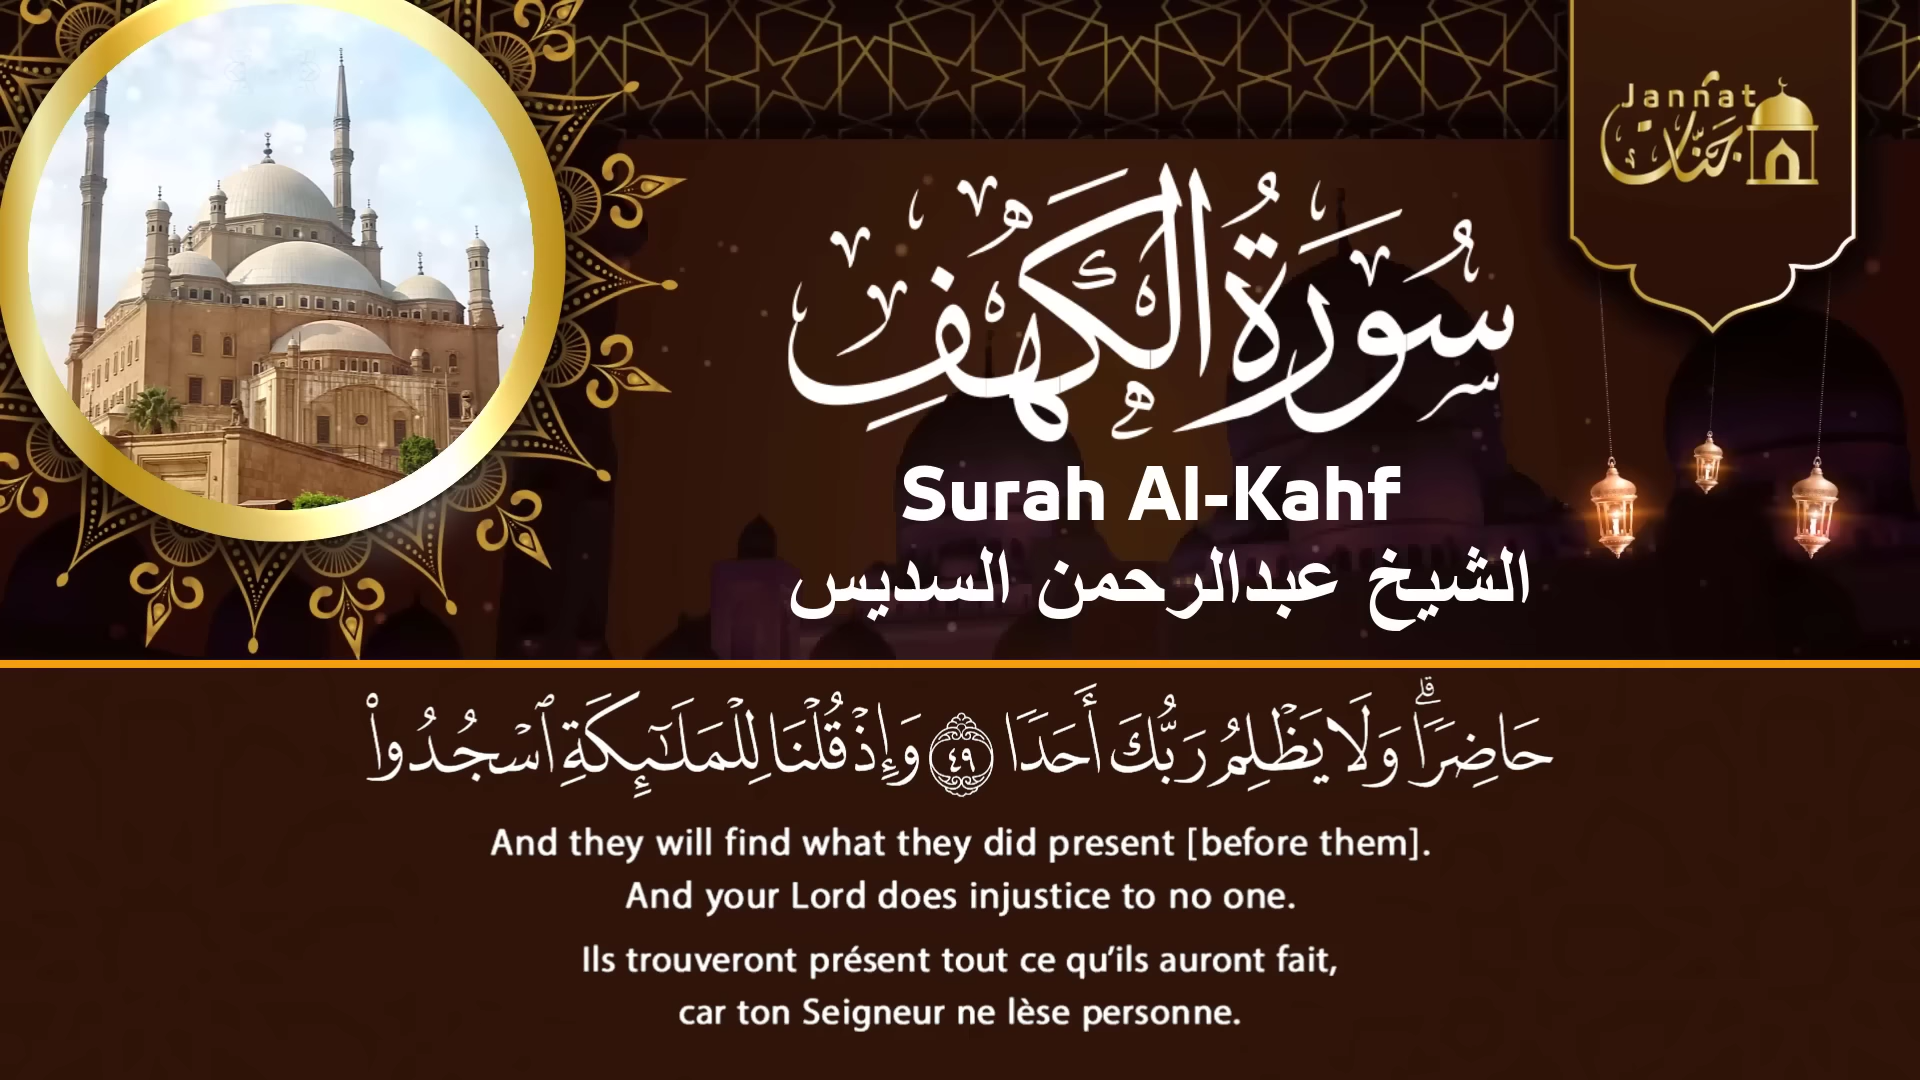 Jannat
جنّات
سُورَةُ الكَهْفِ
Surah Al-Kahf
الشيخ عبدالرحمن السديس
حَاضِرٗاۗ وَلَا يَظۡلِمُ رَبُّكَ أَحَدٗا ٤٩ وَإِذۡ قُلۡنَا لِلۡمَلَٰٓئِكَةِ ٱسۡجُدُواْ
And they will find what they did present [before them].
And your Lord does injustice to no one.
Ils trouveront présent tout ce qu’ils auront fait,
car ton Seigneur ne lèse personne.